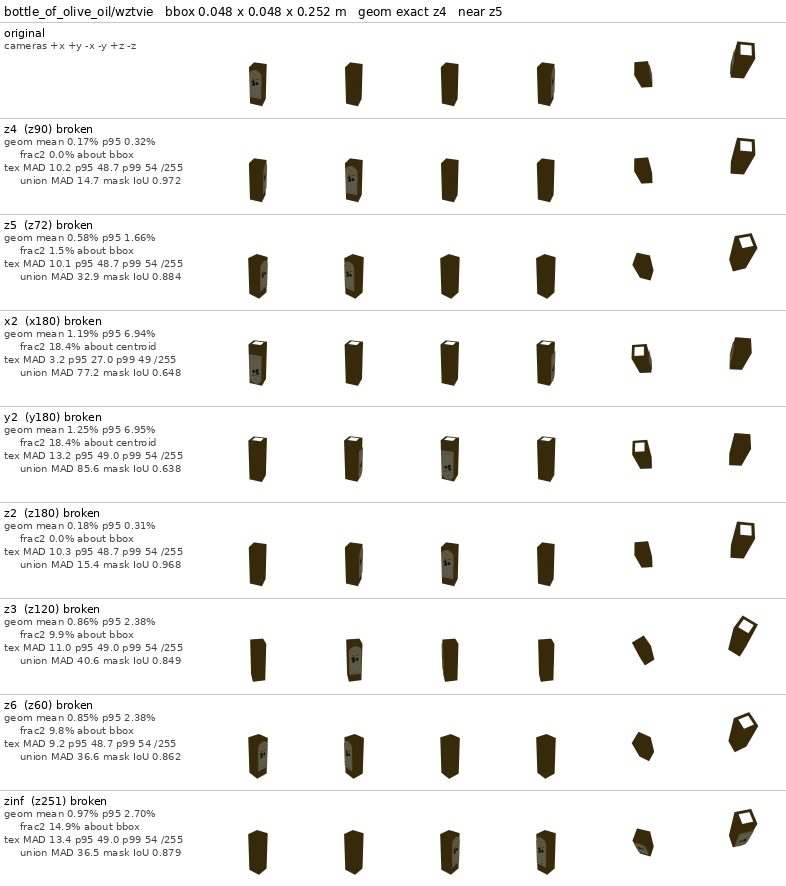 bottle_of_olive_oil/wztvie   bbox 0.048 x 0.048 x 0.252 m   geom exact z4   near z5
original
cameras +x +y -x -y +z -z
z4  (z90) broken
geom mean 0.17% p95 0.32%
frac2 0.0% about bbox
tex MAD 10.2 p95 48.7 p99 54 /255
union MAD 14.7 mask IoU 0.972
z5  (z72) broken
geom mean 0.58% p95 1.66%
frac2 1.5% about bbox
tex MAD 10.1 p95 48.7 p99 54 /255
union MAD 32.9 mask IoU 0.884
x2  (x180) broken
geom mean 1.19% p95 6.94%
frac2 18.4% about centroid
tex MAD 3.2 p95 27.0 p99 49 /255
union MAD 77.2 mask IoU 0.648
y2  (y180) broken
geom mean 1.25% p95 6.95%
frac2 18.4% about centroid
tex MAD 13.2 p95 49.0 p99 54 /255
union MAD 85.6 mask IoU 0.638
z2  (z180) broken
geom mean 0.18% p95 0.31%
frac2 0.0% about bbox
tex MAD 10.3 p95 48.7 p99 54 /255
union MAD 15.4 mask IoU 0.968
z3  (z120) broken
geom mean 0.86% p95 2.38%
frac2 9.9% about bbox
tex MAD 11.0 p95 49.0 p99 54 /255
union MAD 40.6 mask IoU 0.849
z6  (z60) broken
geom mean 0.85% p95 2.38%
frac2 9.8% about bbox
tex MAD 9.2 p95 48.7 p99 54 /255
union MAD 36.6 mask IoU 0.862
zinf  (z251) broken
geom mean 0.97% p95 2.70%
frac2 14.9% about bbox
tex MAD 13.4 p95 49.0 p99 54 /255
union MAD 36.5 mask IoU 0.879